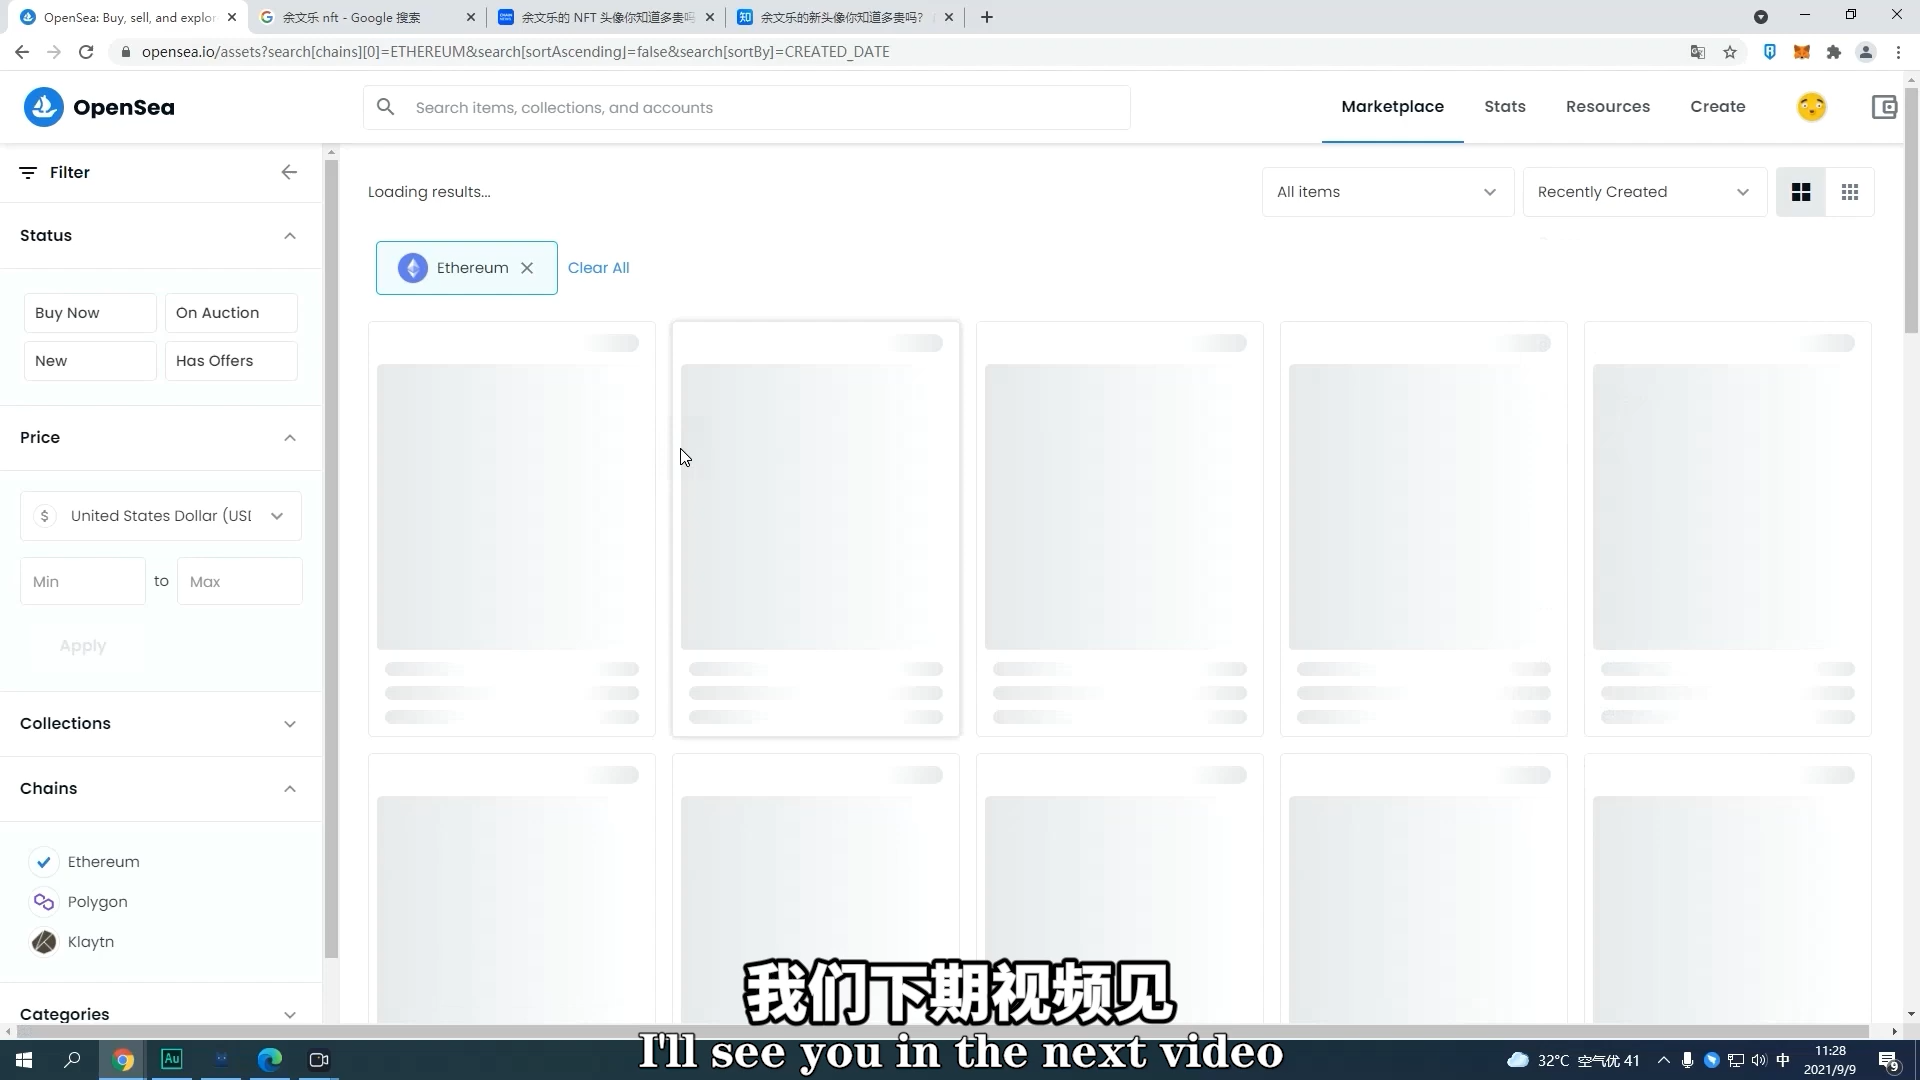 OpenSea: Buy, sell, and explor
余文乐 nft - Google 搜索
余文乐的 NFT 头像你知道多贵吗
余文乐的新头像你知道多贵吗?
opensea.io/assets?search[chains][0]=ETHEREUM&search[sortAscending]=false&search[sortBy]=CREATED_DATE
OpenSea
Search items, collections, and accounts
Marketplace
Stats
Resources
Create
Filter
Loading results...
All items
Recently Created
Status
Ethereum
Clear All
Buy Now
On Auction
New
Has Offers
Price
$ United States Dollar (USD
Min
to
Max
Apply
Collections
Chains
Ethereum
Polygon
Klaytn
Categories
我们下期视频见
I'll see you in the next video
Au
32°C 空气优 41
中
11:28
2021/9/9
9